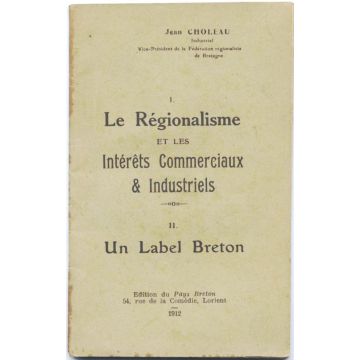 Jean CHOLEAU
Industriel
Vice-Président de la Fédération régionaliste
de Bretagne
I.
Le Régionalisme
ET LES
Intérêts Commerciaux
& Industriels
II.
Un Label Breton
Edition du Pays Breton
54, rue de la Comédie, Lorient
1912